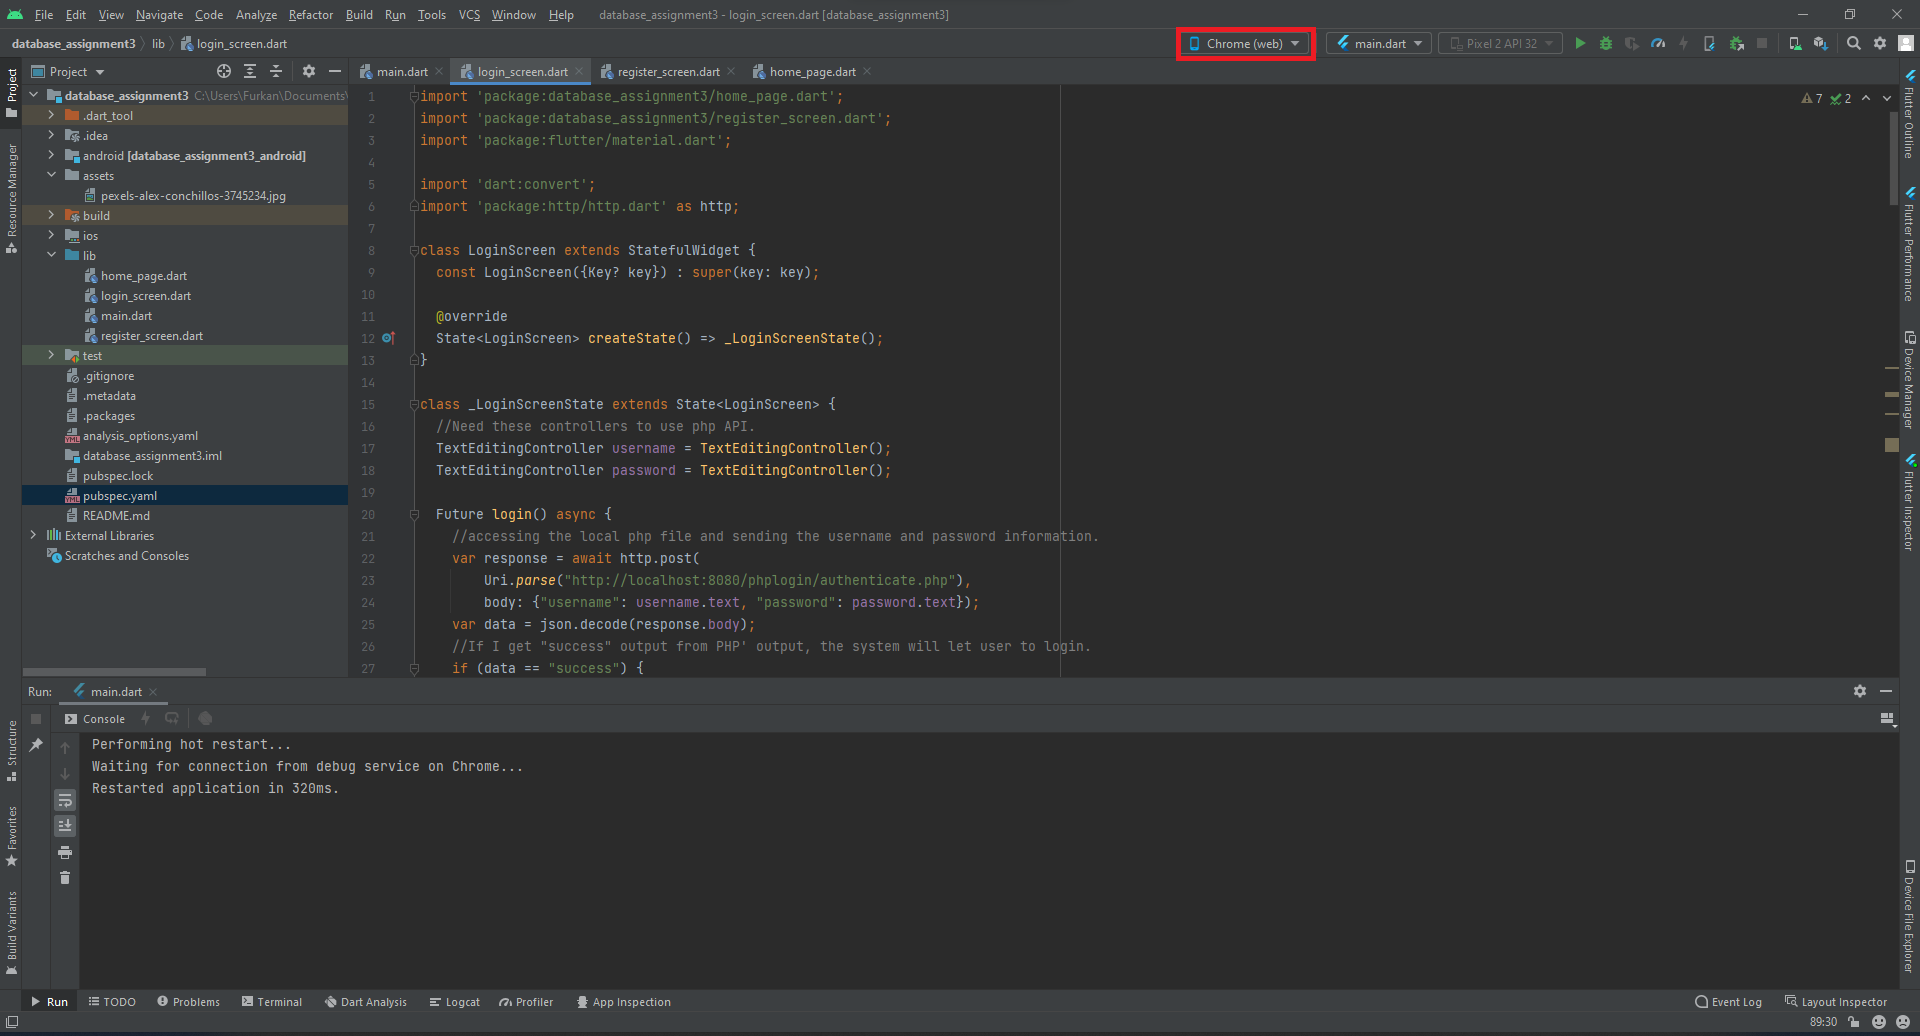 File Edit View Navigate Code Analyze Refactor Build Run Tools VCS Window Help database_assignment3 - login_screen.dart [database_assignment3]
database_assignment3 lib login_screen.dart Chrome (web) main.dart Pixel 2 API 32
Project main.dart login_screen.dart register_screen.dart home_page.dart
Project
Resource Manager
Structure
Favorites
Build Variants
database_assignment3 C:\Users\Furkan\Documents\
.dart_tool
.idea
android [database_assignment3_android]
assets
pexels-alex-conchillos-3745234.jpg
build
ios
lib
home_page.dart
login_screen.dart
main.dart
register_screen.dart
test
.gitignore
.metadata
.packages
analysis_options.yaml
database_assignment3.iml
pubspec.lock
pubspec.yaml
README.md
External Libraries
Scratches and Consoles
7 2
1 import 'package:database_assignment3/home_page.dart';
2 import 'package:database_assignment3/register_screen.dart';
3 import 'package:flutter/material.dart';
4
5 import 'dart:convert';
6 import 'package:http/http.dart' as http;
7
8 class LoginScreen extends StatefulWidget {
9 const LoginScreen({Key? key}) : super(key: key);
10
11 @override
12 State<LoginScreen> createState() => _LoginScreenState();
13 }
14
15 class _LoginScreenState extends State<LoginScreen> {
16 //Need these controllers to use php API.
17 TextEditingController username = TextEditingController();
18 TextEditingController password = TextEditingController();
19
20 Future login() async {
21 //accessing the local php file and sending the username and password information.
22 var response = await http.post(
23 Uri.parse("http://localhost:8080/phplogin/authenticate.php"),
24 body: {"username": username.text, "password": password.text});
25 var data = json.decode(response.body);
26 //If I get "success" output from PHP' output, the system will let user to login.
27 if (data == "success") {
Flutter Outline
Flutter Performance
Device Manager
Flutter Inspector
Device File Explorer
Run: main.dart
Console
Performing hot restart...
Waiting for connection from debug service on Chrome...
Restarted application in 320ms.
Run TODO Problems Terminal Dart Analysis Logcat Profiler App Inspection Event Log Layout Inspector
89:30